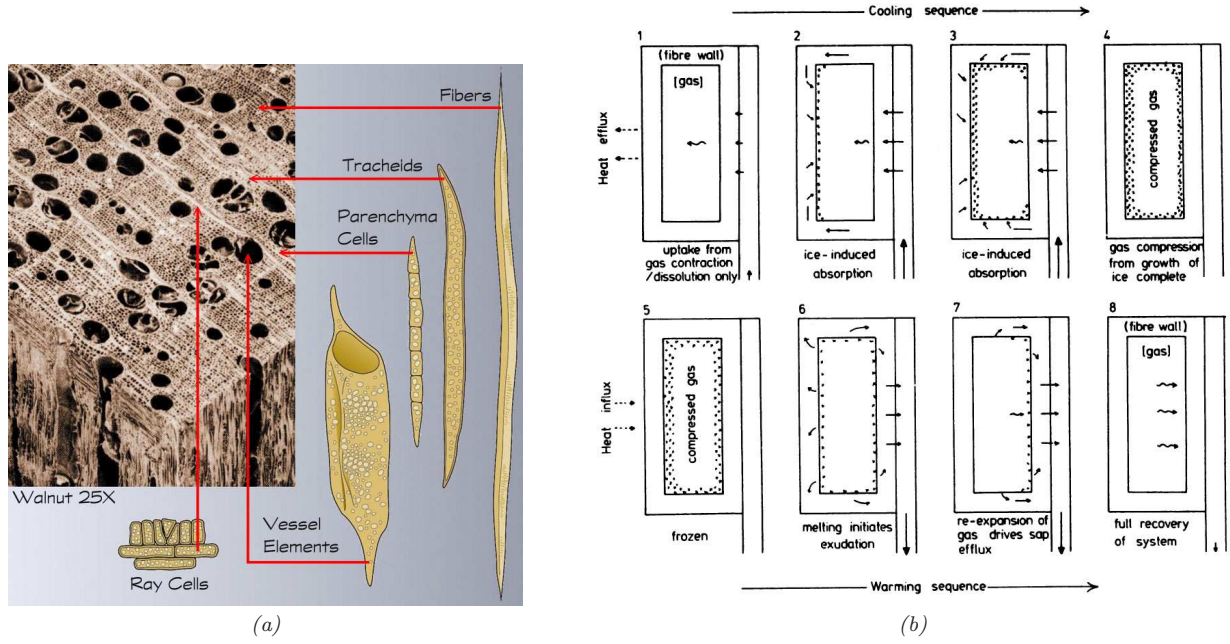 Fibers
Tracheids
Parenchyma
Cells
Walnut 25X
Vessel
Elements
Ray Cells
(a)
Cooling sequence
1
(fibre wall)
[gas]
Heat efflux
uptake from
gas contraction
/dissolution only
2
ice-induced
absorption
3
ice-induced
absorption
4
compressed gas
gas compression
from growth of
ice complete
5
compressed gas
Heat influx
frozen
6
melting initiates
exudation
7
re-expansion of
gas drives sap
efflux
8
(fibre wall)
[gas]
full recovery
of system
Warming sequence
(b)